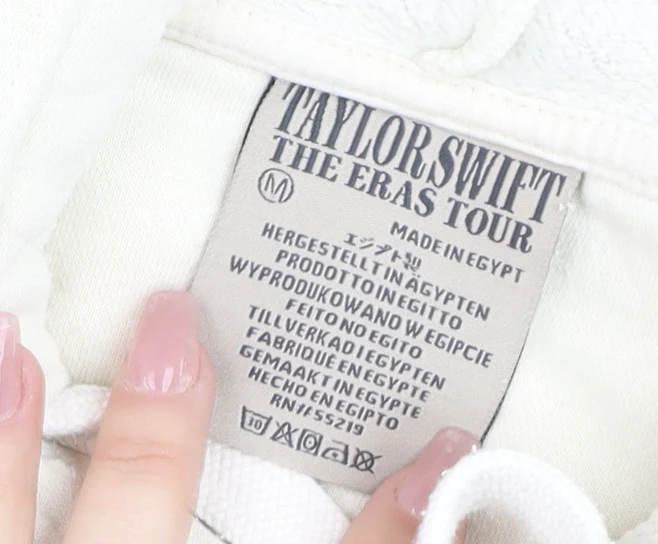 TAYLOR SWIFT
THE ERAS TOUR
M
MADE IN EGYPT
エジプト製
HERGESTELLT IN ÄGYPTEN
PRODOTTO IN EGITTO
WYPRODUKOWANO W EGIPCIE
FEITO NO EGITO
TILLVERKAD I EGYPTEN
FABRIQUÉ EN EGYPTE
GEMAAKT IN EGYPTE
HECHO EN EGIPTO
RN# 55219
30